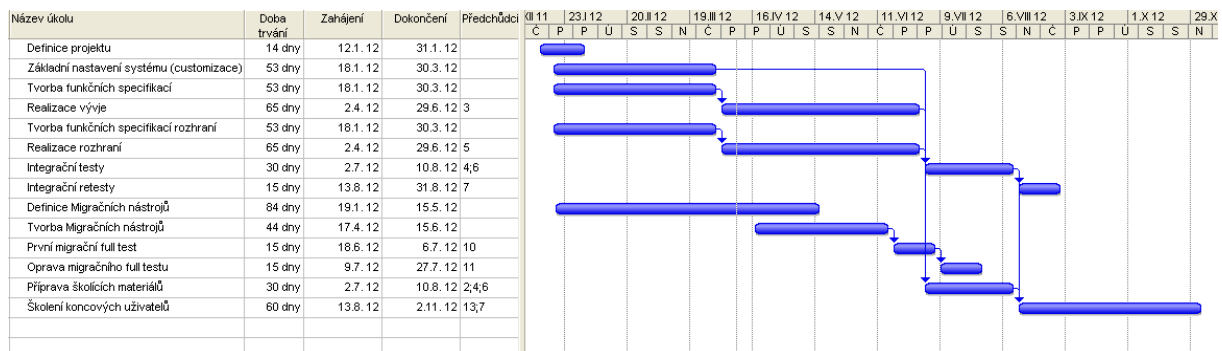 Název úkolu Doba trvání Zahájení Dokončení Předchůdci
XII 11 23.I 12 20.II 12 19.III 12 16.IV 12 14.V 12 11.VI 12 9.VII 12 6.VIII 12 3.IX 12 1.X 12 29.X
Č P P Ú S S N Č P P Ú S S N Č P P Ú S S N Č P P Ú S S N
Definice projektu 14 dny 12.1. 12 31.1. 12
Základní nastavení systému (customizace) 53 dny 18.1. 12 30.3. 12
Tvorba funkčních specifikací 53 dny 18.1. 12 30.3. 12
Realizace vývje 65 dny 2.4. 12 29.6. 12 3
Tvorba funkčních specifikací rozhraní 53 dny 18.1. 12 30.3. 12
Realizace rozhraní 65 dny 2.4. 12 29.6. 12 5
Integrační testy 30 dny 2.7. 12 10.8. 12 4;6
Integrační retesty 15 dny 13.8. 12 31.8. 12 7
Definice Migračních nástrojů 84 dny 19.1. 12 15.5. 12
Tvorba Migračních nástrojů 44 dny 17.4. 12 15.6. 12
První migrační full test 15 dny 18.6. 12 6.7. 12 10
Oprava migračního full testu 15 dny 9.7. 12 27.7. 12 11
Příprava školících materiálů 30 dny 2.7. 12 10.8. 12 2;4;6
Školení koncových uživatelů 60 dny 13.8. 12 2.11. 12 13;7